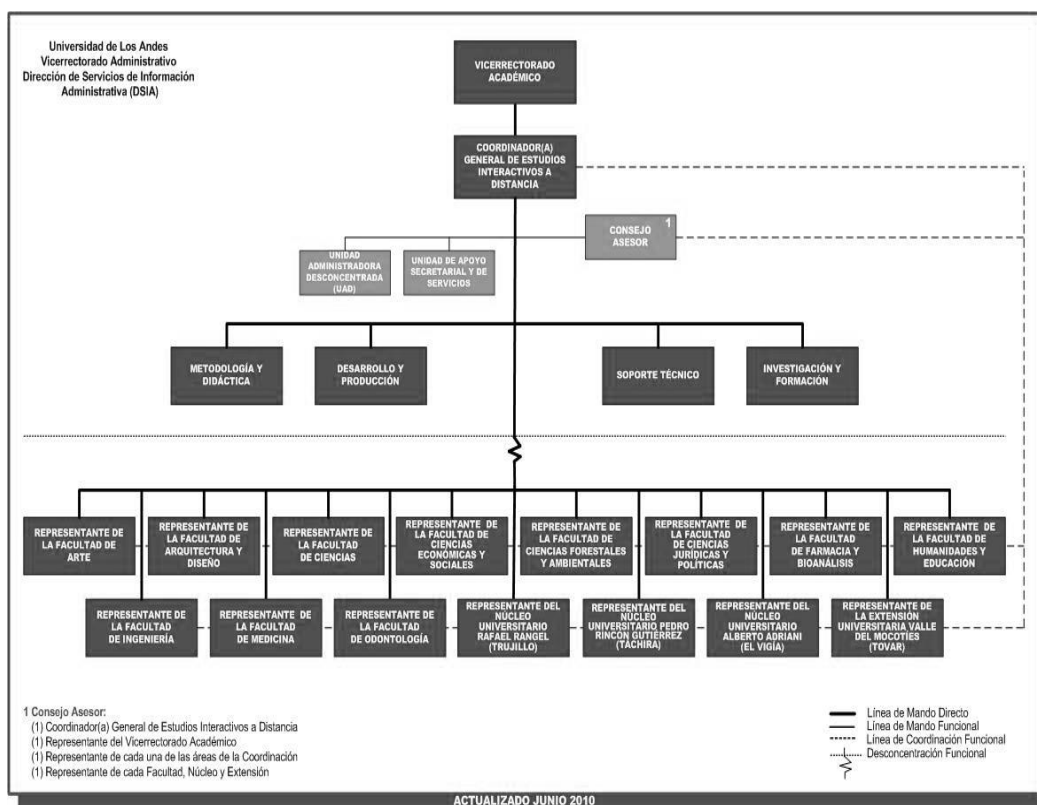 Universidad de Los Andes
Vicerrectorado Administrativo
Dirección de Servicios de Información
Administrativa (DSIA)
VICERRECTORADO
ACADÉMICO
COORDINADOR(A)
GENERAL DE ESTUDIOS
INTERACTIVOS A
DISTANCIA
1
CONSEJO
ASESOR
UNIDAD
ADMINISTRADORA
DESCONCENTRADA
(UAD)
UNIDAD DE APOYO
SECRETARIAL Y DE
SERVICIOS
METODOLOGÍA Y
DIDÁCTICA
DESARROLLO Y
PRODUCCIÓN
SOPORTE TÉCNICO
INVESTIGACIÓN Y
FORMACIÓN
REPRESENTANTE DE
LA FACULTAD DE
ARTE
REPRESENTANTE DE
LA FACULTAD DE
ARQUITECTURA Y
DISEÑO
REPRESENTANTE DE
LA FACULTAD
DE CIENCIAS
REPRESENTANTE DE
LA FACULTAD DE
CIENCIAS
ECONÓMICAS Y
SOCIALES
REPRESENTANTE DE
LA FACULTAD DE
CIENCIAS FORESTALES
Y AMBIENTALES
REPRESENTANTE DE
LA FACULTAD
DE CIENCIAS
JURÍDICAS Y
POLÍTICAS
REPRESENTANTE DE
LA FACULTAD
DE FARMACIA Y
BIOANÁLISIS
REPRESENTANTE DE
LA FACULTAD DE
HUMANIDADES Y
EDUCACIÓN
REPRESENTANTE DE
LA FACULTAD
DE INGENIERÍA
REPRESENTANTE DE
LA FACULTAD
DE MEDICINA
REPRESENTANTE DE
LA FACULTAD
DE ODONTOLOGÍA
REPRESENTANTE DEL
NÚCLEO
UNIVERSITARIO
RAFAEL RANGEL
(TRUJILLO)
REPRESENTANTE DEL
NÚCLEO
UNIVERSITARIO PEDRO
RINCÓN GUTIÉRREZ
(TÁCHIRA)
REPRESENTANTE DEL
NÚCLEO
UNIVERSITARIO
ALBERTO ADRIANI
(EL VIGÍA)
REPRESENTANTE DE
LA EXTENSIÓN
UNIVERSITARIA VALLE
DEL MOCOTÍES
(TOVAR)
1 Consejo Asesor:
(1) Coordinador(a) General de Estudios Interactivos a Distancia
(1) Representante del Vicerrectorado Académico
(1) Representante de cada una de las áreas de la Coordinación
(1) Representante de cada Facultad, Núcleo y Extensión
Línea de Mando Directo
Línea de Mando Funcional
Línea de Coordinación Funcional
Desconcentración Funcional
ACTUALIZADO JUNIO 2010